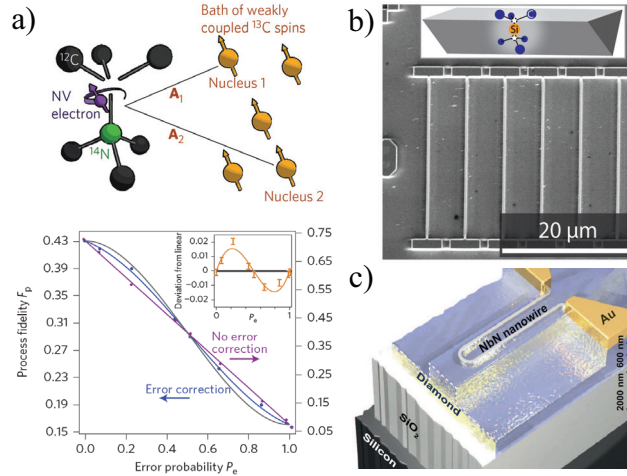 a)
Bath of weakly
coupled ¹³C spins
¹²C
Nucleus 1
NV
electron
A₁
A₂
¹⁴N
Nucleus 2
0.43
0.39
0.35
0.31
0.27
0.23
0.19
0.15
Process fidelity Fₚ
0.75
0.65
0.55
0.45
0.35
0.25
0.15
0.05
Deviation from linear
0.02
0.01
0.00
−0.01
−0.02
0
1
Pₑ
No error
correction
Error correction
0.0
0.2
0.4
0.6
0.8
1.0
Error probability Pₑ
b)
Si
20 μm
c)
Au
NbN nanowire
Diamond
SiO₂
Silicon
2000 nm 600 nm